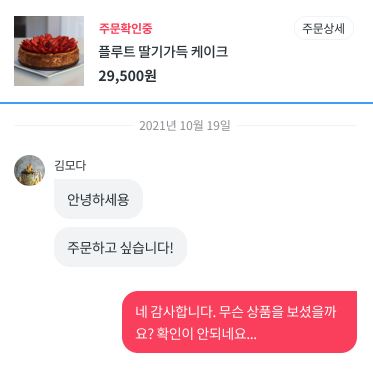 주문확인중
주문상세
플루트 딸기가득 케이크
29,500원
2021년 10월 19일
김모다
안녕하세용
주문하고 싶습니다!
네 감사합니다. 무슨 상품을 보셨을까
요? 확인이 안되네요...